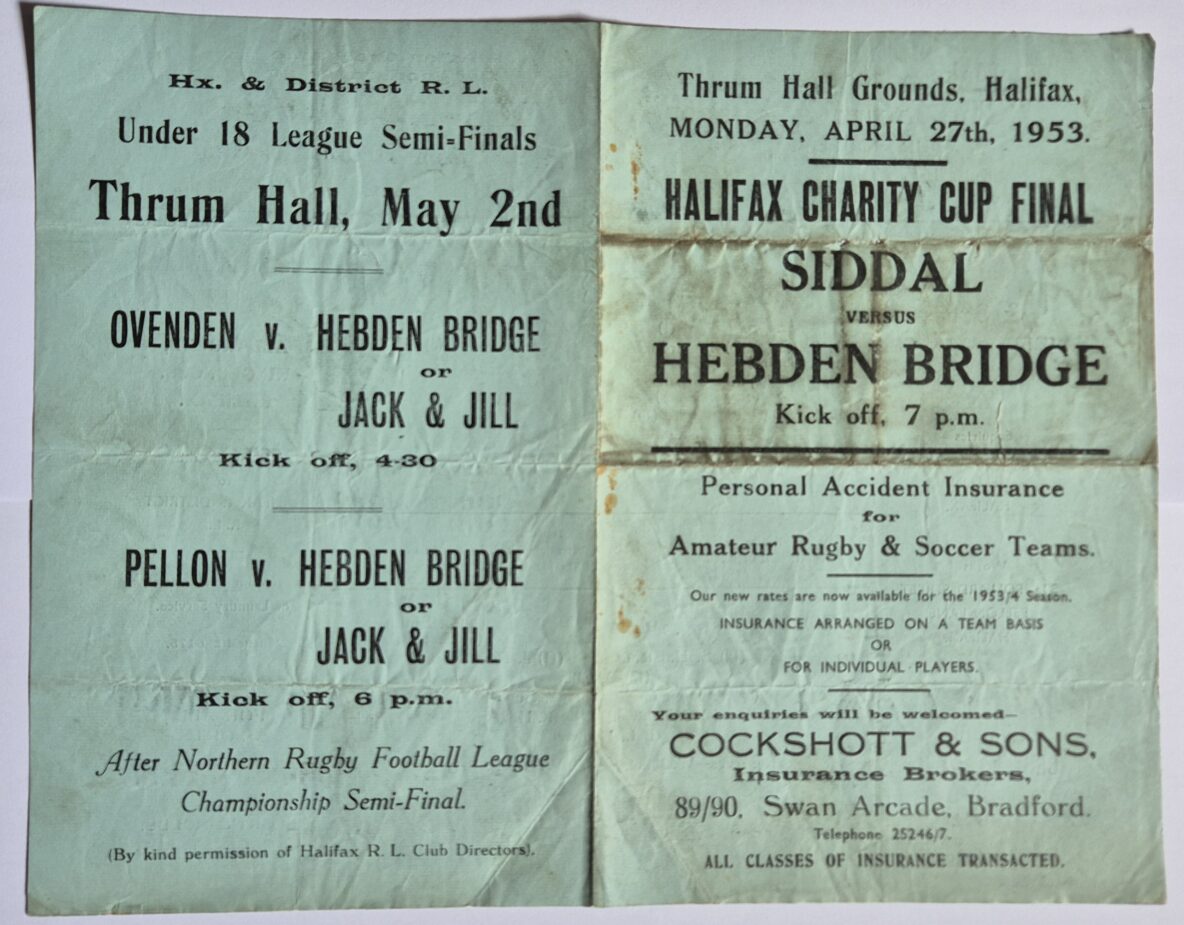 Hx. & District R. L.
Under 18 League Semi-Finals
Thrum Hall, May 2nd
OVENDEN v. HEBDEN BRIDGE
or
JACK & JILL
Kick off, 4-30
PELLON v. HEBDEN BRIDGE
or
JACK & JILL
Kick off, 6 p.m.
After Northern Rugby Football League
Championship Semi-Final.
(By kind permission of Halifax R. L. Club Directors).
Thrum Hall Grounds, Halifax,
MONDAY, APRIL 27th, 1953.
HALIFAX CHARITY CUP FINAL
SIDDAL
VERSUS
HEBDEN BRIDGE
Kick off, 7 p.m.
Personal Accident Insurance
for
Amateur Rugby & Soccer Teams.
Our new rates are now available for the 1953/4 Season.
INSURANCE ARRANGED ON A TEAM BASIS
OR
FOR INDIVIDUAL PLAYERS.
Your enquiries will be welcomed—
COCKSHOTT & SONS,
Insurance Brokers,
89/90, Swan Arcade, Bradford.
Telephone 25246/7.
ALL CLASSES OF INSURANCE TRANSACTED.